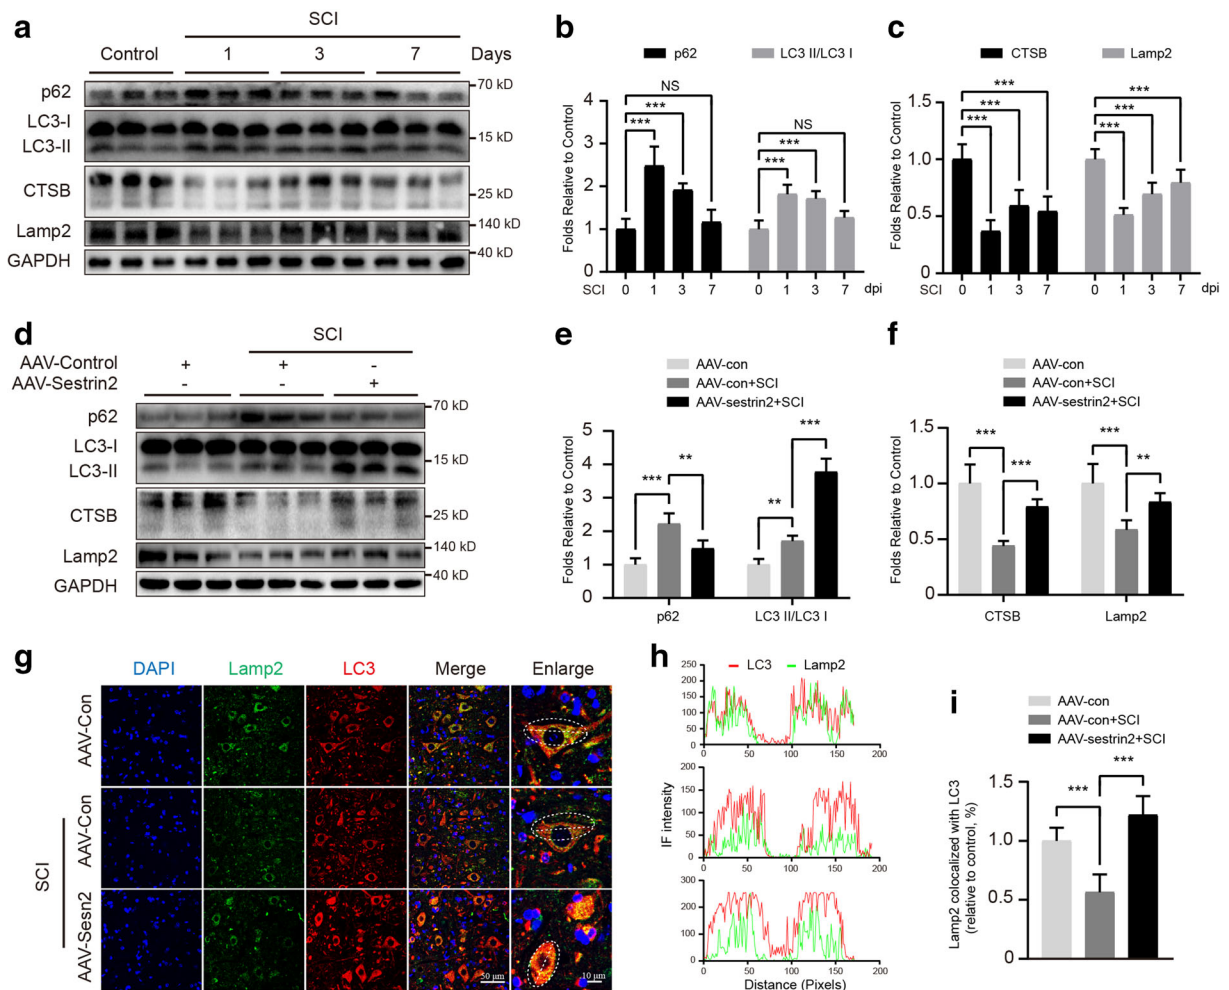 a
SCI
Control 1 3 7 Days
p62
70 kD
LC3-I
LC3-II
15 kD
CTSB
25 kD
Lamp2
140 kD
GAPDH
40 kD
b
p62 LC3 II/LC3 I
Folds Relative to Control
4
3
2
1
0
NS
***
***
NS
***
***
SCI 0 1 3 7 0 1 3 7 dpi
c
CTSB Lamp2
Folds Relative to Control
1.5
1.0
0.5
0
***
***
***
***
***
***
SCI 0 1 3 7 0 1 3 7 dpi
d
SCI
AAV-Control + + -
AAV-Sestrin2 - - +
p62
70 kD
LC3-I
LC3-II
15 kD
CTSB
25 kD
Lamp2
140 kD
GAPDH
40 kD
e
AAV-con
AAV-con+SCI
AAV-sestrin2+SCI
Folds Relative to Control
5
4
3
2
1
0
***
**
**
***
p62 LC3 II/LC3 I
f
AAV-con
AAV-con+SCI
AAV-sestrin2+SCI
Folds Relative to Control
1.5
1.0
0.5
0
***
***
***
**
CTSB Lamp2
g
DAPI Lamp2 LC3 Merge Enlarge
AAV-Con
SCI
AAV-Con
AAV-Sesn2
50 μm
10 μm
h
LC3 Lamp2
IF intensity
250
200
150
100
50
0
0 50 100 150 200
200
150
100
50
0
0 50 100 150 200
300
200
100
0
0 50 100 150 200
Distance (Pixels)
i
AAV-con
AAV-con+SCI
AAV-sestrin2+SCI
Lamp2 colocalized with LC3
(relative to control, %)
1.5
1.0
0.5
0
***
***